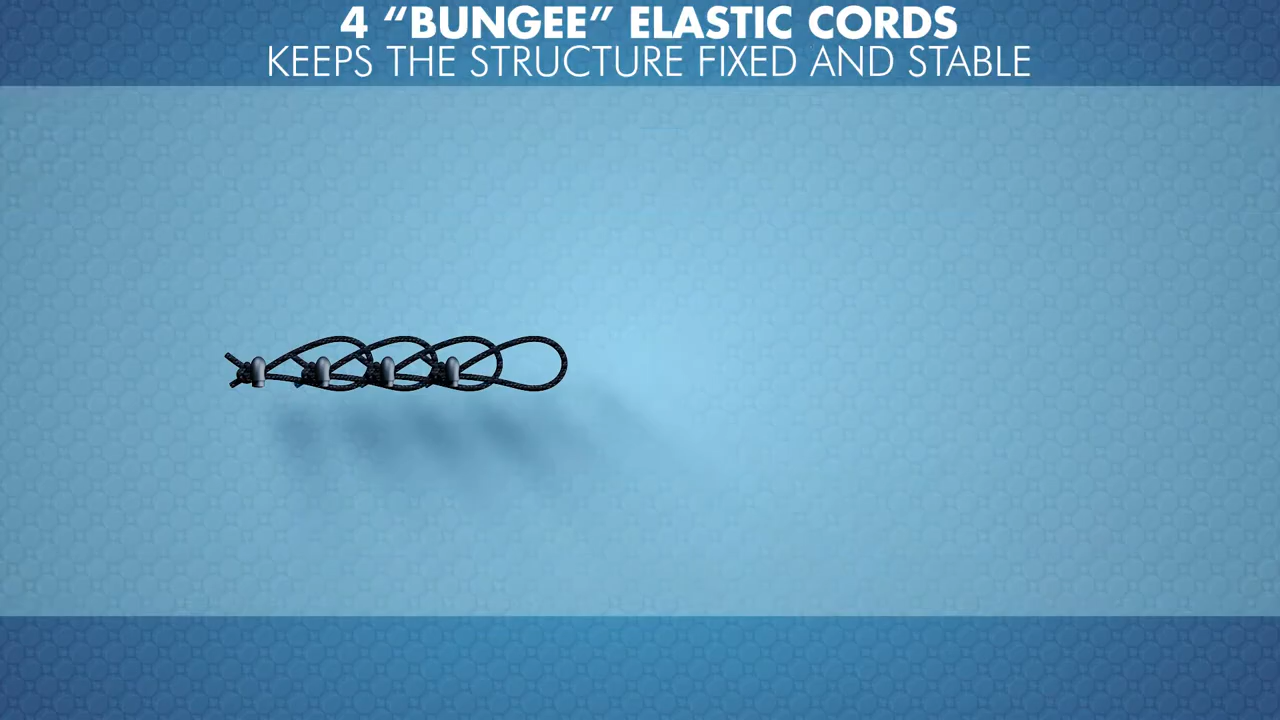 4 “BUNGEE” ELASTIC CORDS
KEEPS THE STRUCTURE FIXED AND STABLE